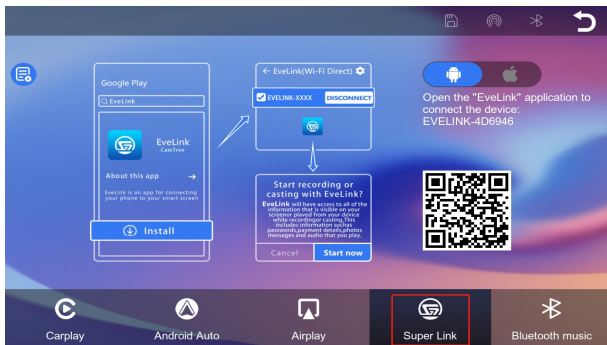 Google Play
EveLink
EveLink
CamTree
About this app →
EveLink is an app for connecting
your phone to your smart screen
Install
← EveLink(Wi-Fi Direct)
EVELINK-XXXX DISCONNECT
Start recording or
casting with EveLink?
EveLink will have access to all of the
information that is visible on your
screenor played from your device
while recordingor casting.This
includes information suchas
passwords,payment details,photos
messages and audio that you play.
Cancel Start now
Open the "EveLink" application to
connect the device:
EVELINK-4D6946
Carplay Android Auto Airplay Super Link Bluetooth music